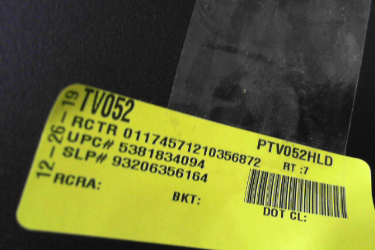 12-26-19
TV052
RCTR 01174571210356872
PTV052HLD
UPC# 5381834094
RT :7
SLP# 93206356164
RCRA:
BKT:
DOT CL: